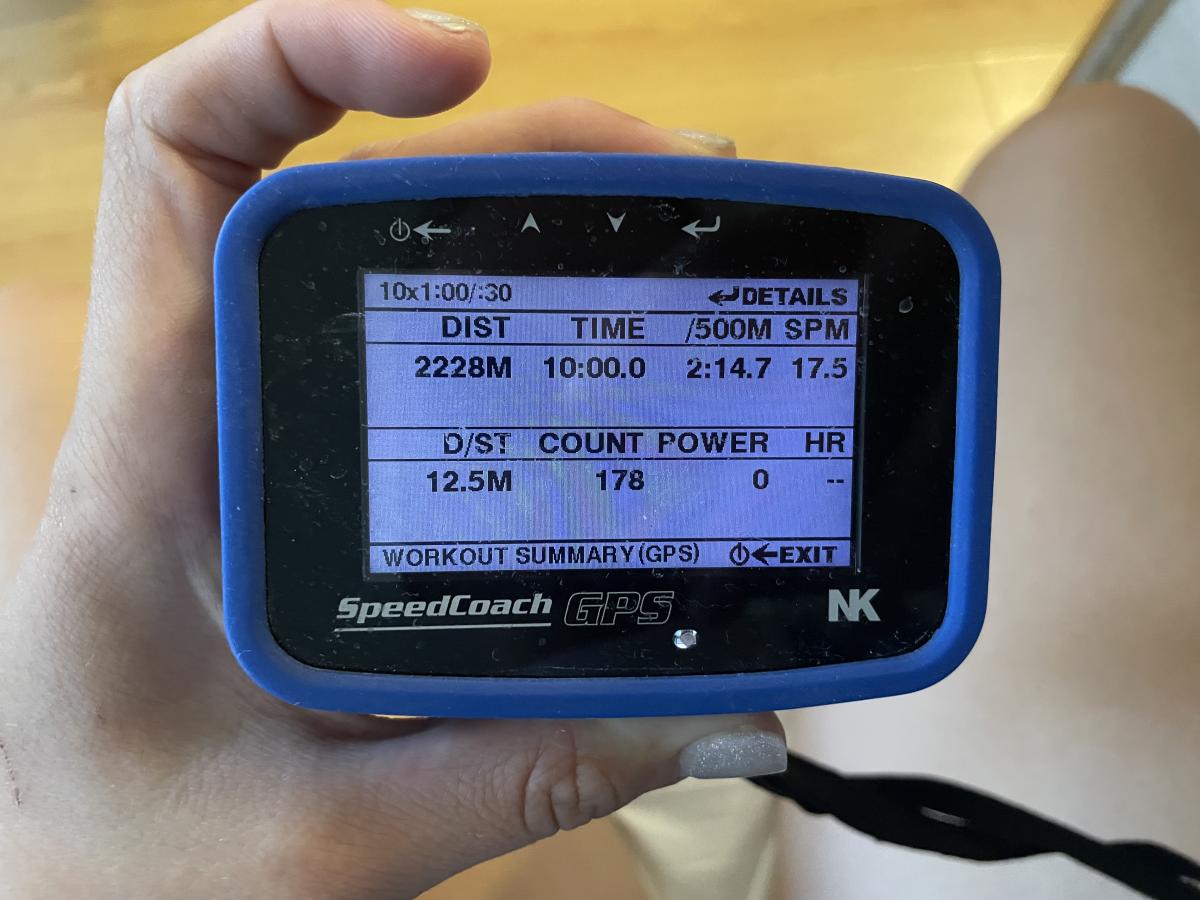 10x1:00/:30 DETAILS
DIST TIME /500M SPM
2228M 10:00.0 2:14.7 17.5
D/ST COUNT POWER HR
12.5M 178 0 --
WORKOUT SUMMARY(GPS) EXIT
SpeedCoach GPS NK